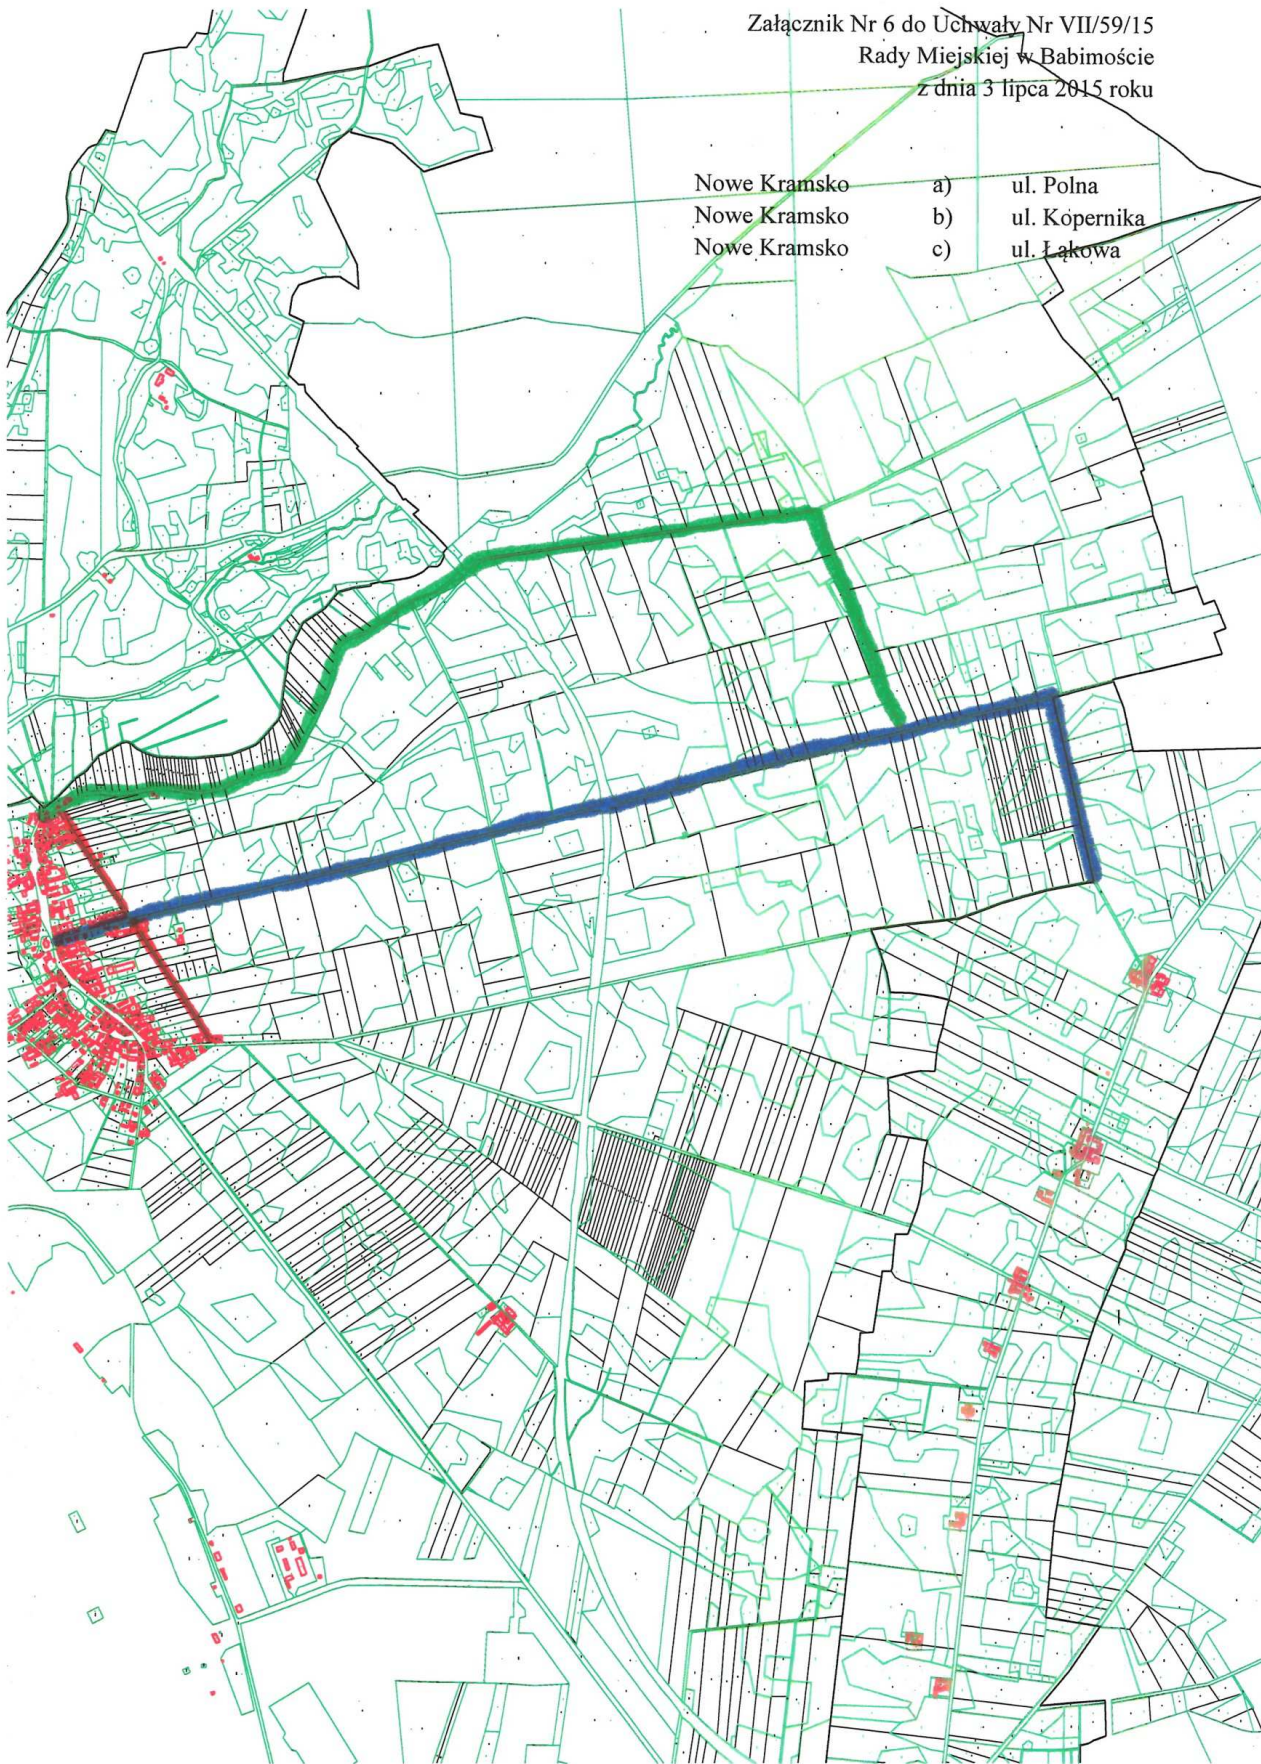 Załącznik Nr 6 do Uchwały Nr VII/59/15
Rady Miejskiej w Babimoście
z dnia 3 lipca 2015 roku
Nowe Kramsko a) ul. Polna
Nowe Kramsko b) ul. Kopernika
Nowe Kramsko c) ul. Łąkowa